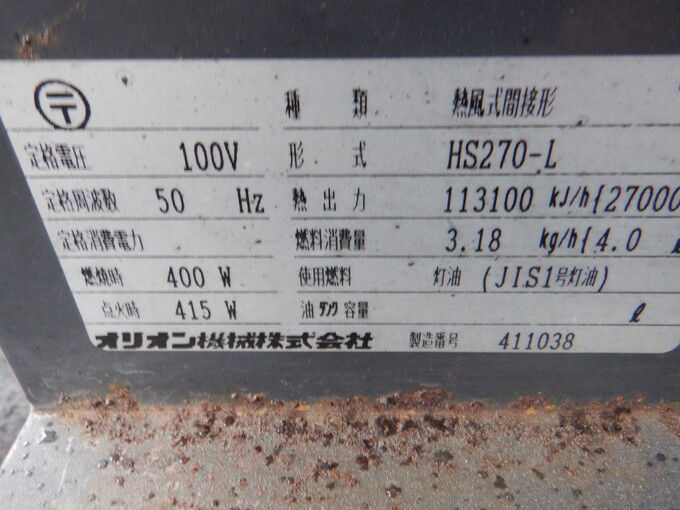 〒
種類 熱風式間接形
定格電圧 100V 形式 HS270-L
定格周波数 50 Hz 熱出力 113100 kJ/h{27000
定格消費電力 燃料消費量 3.18 kg/h{4.0 ℓ
燃焼時 400 W 使用燃料 灯油 (JIS1号灯油)
点火時 415 W 油タンク容量 ℓ
オリオン機械株式会社 製造番号 411038